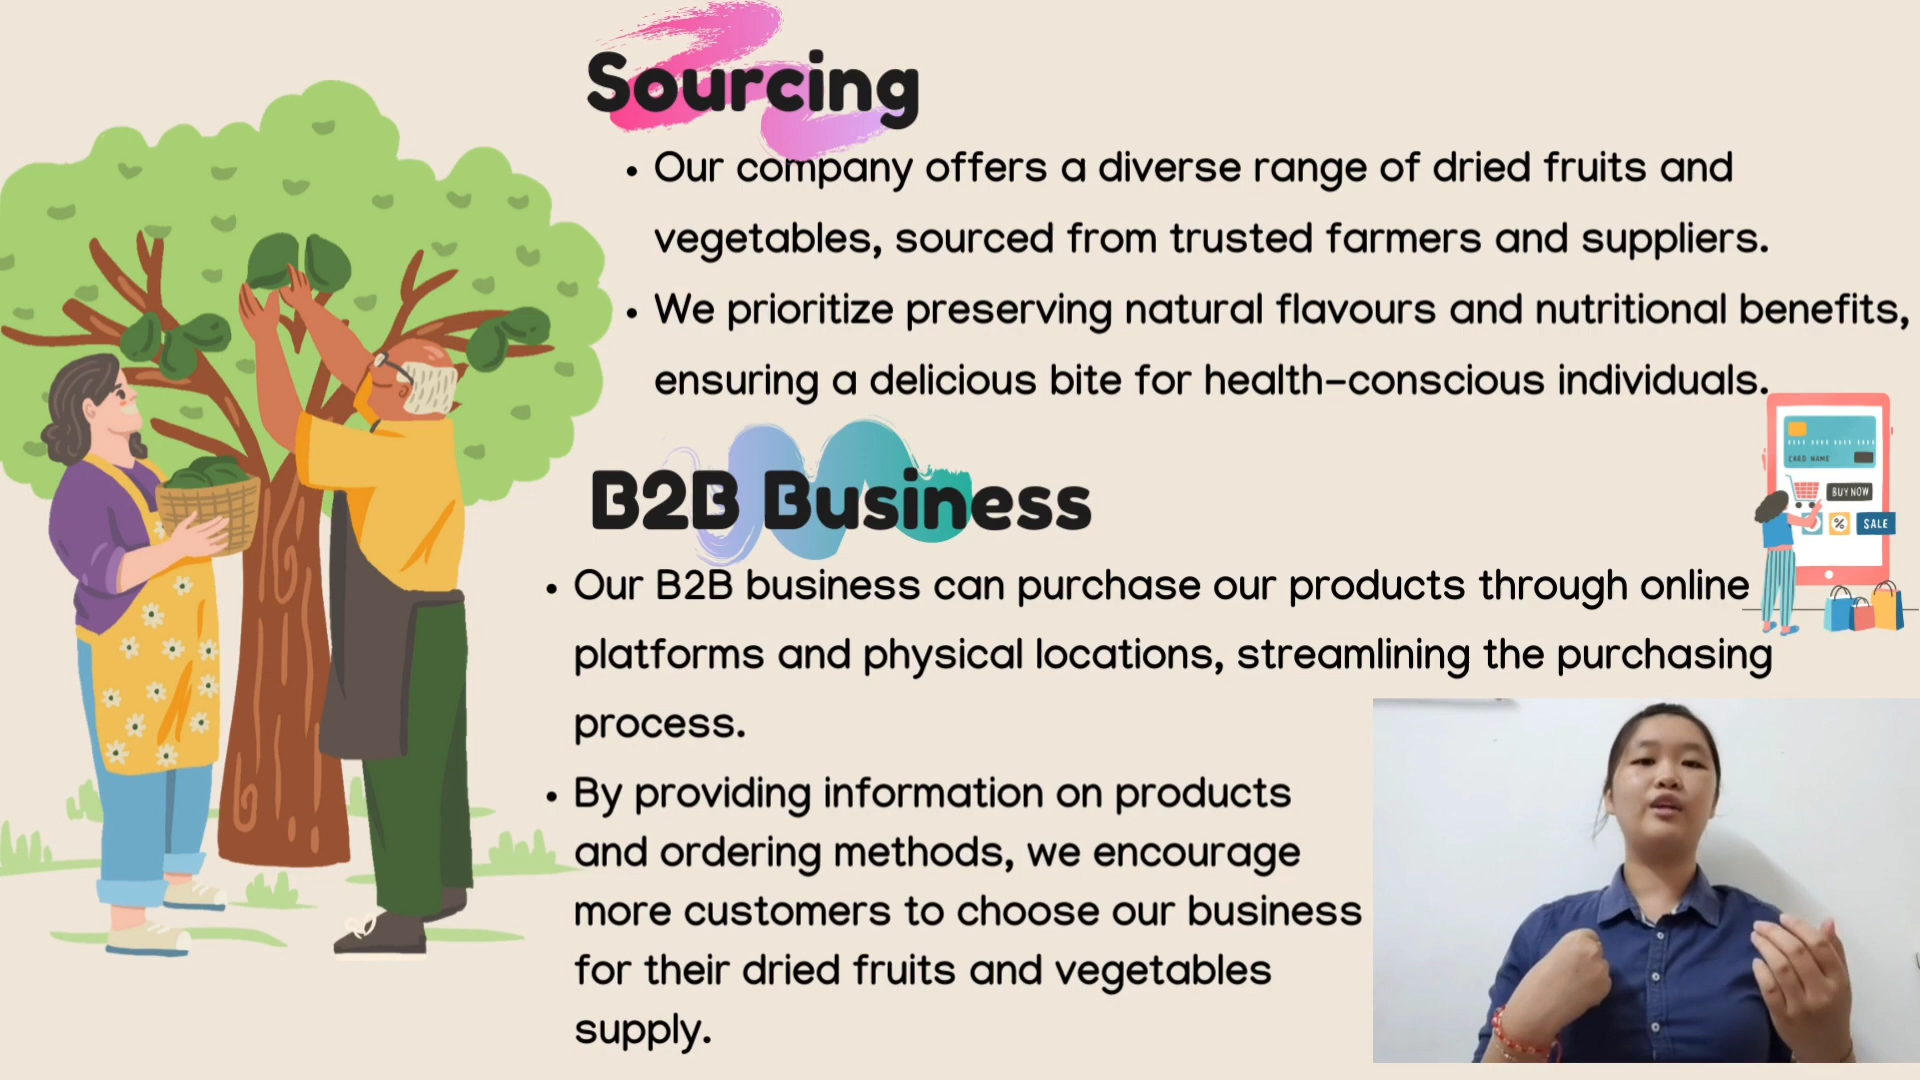 Sourcing
• Our company offers a diverse range of dried fruits and
vegetables, sourced from trusted farmers and suppliers.
• We prioritize preserving natural flavours and nutritional benefits,
ensuring a delicious bite for health-conscious individuals.
CARD NAME
BUY NOW
%
SALE
B2B Business
• Our B2B business can purchase our products through online
platforms and physical locations, streamlining the purchasing
process.
• By providing information on products
and ordering methods, we encourage
more customers to choose our business
for their dried fruits and vegetables
supply.